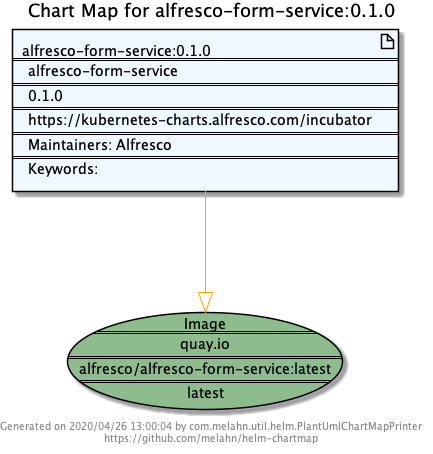 Chart Map for alfresco-form-service:0.1.0
alfresco-form-service:0.1.0
alfresco-form-service
0.1.0
https://kubernetes-charts.alfresco.com/incubator
Maintainers: Alfresco
Keywords:
Image
quay.io
alfresco/alfresco-form-service:latest
latest
Generated on 2020/04/26 13:00:04 by com.melahn.util.helm.PlantUmlChartMapPrinter
https://github.com/melahn/helm-chartmap